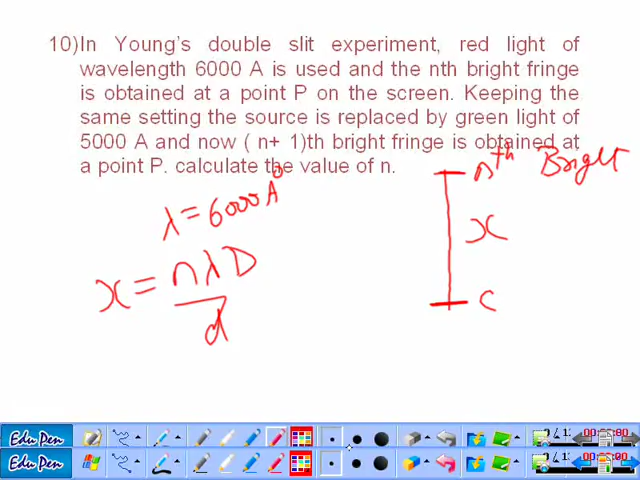 10)In Young's double slit experiment, red light of
wavelength 6000 A is used and the nth bright fringe
is obtained at a point P on the screen. Keeping the
same setting the source is replaced by green light of
5000 A and now ( n+ 1)th bright fringe is obtained at
a point P. calculate the value of n.
nth Bright
λ = 6000 A°
x
x = nλD
d
c
Edu Pen
00:00:00
Edu Pen